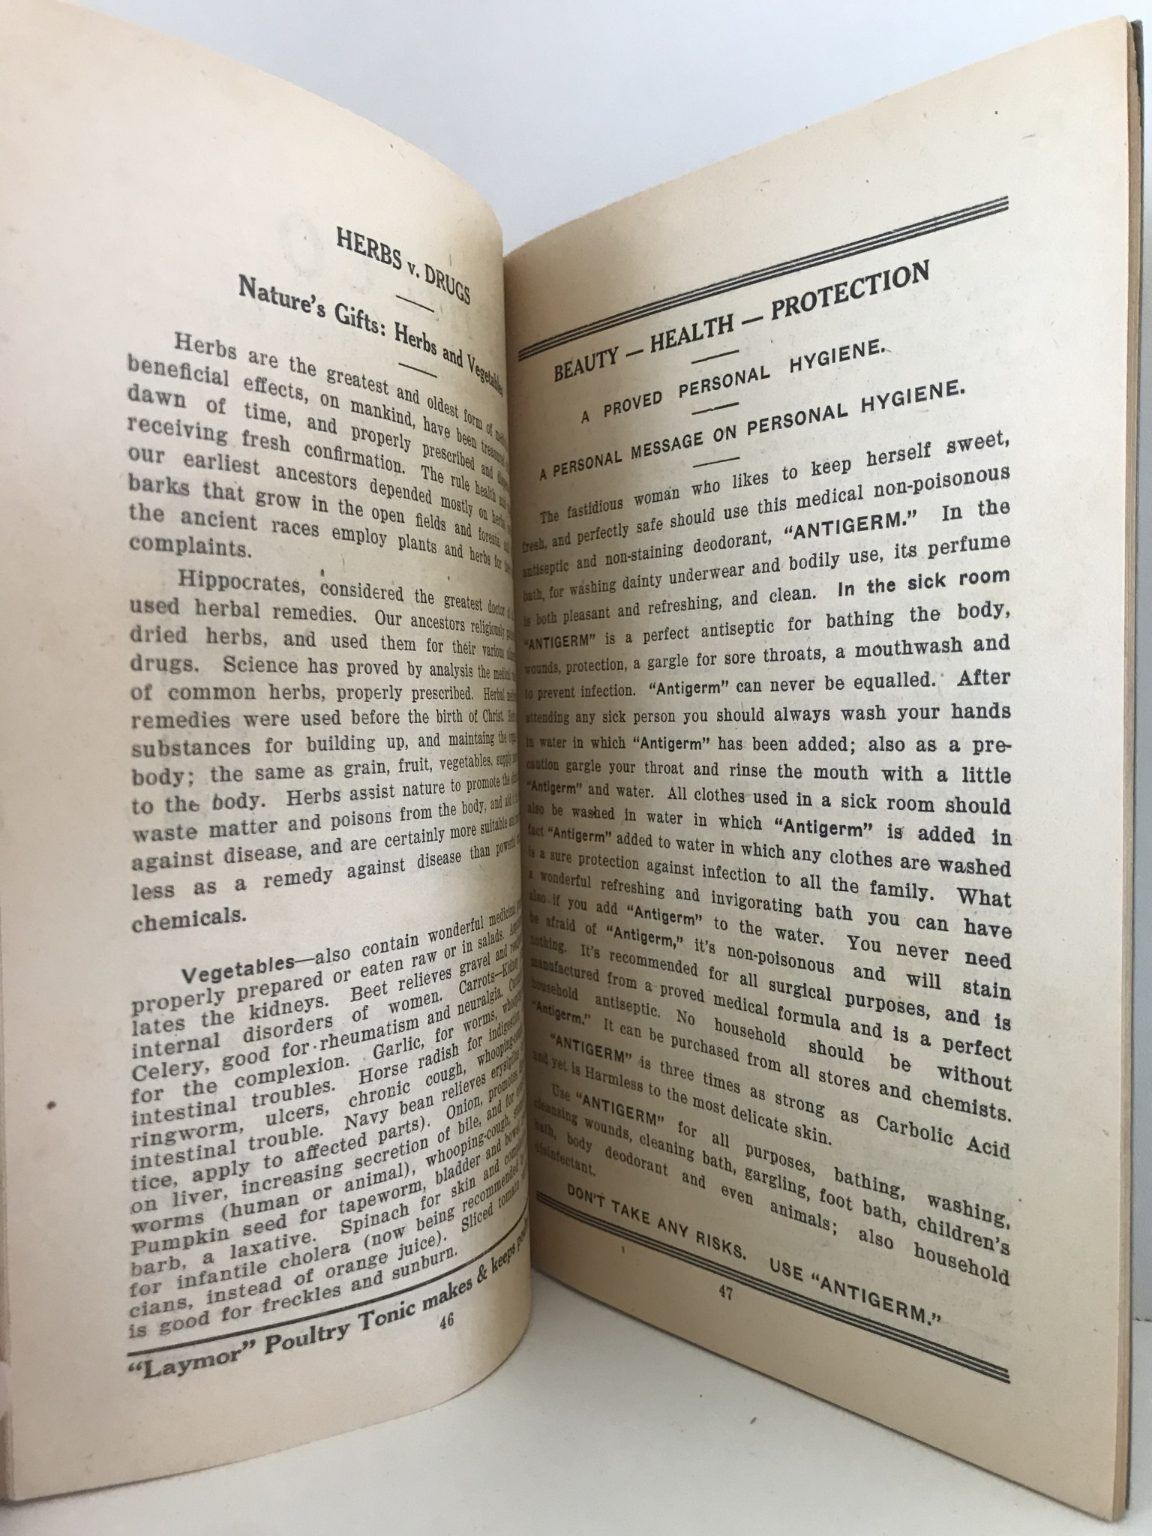 HERBS v. DRUGS
Nature's Gifts: Herbs and Vegetables
Herbs are the greatest and oldest form of
beneficial effects, on mankind, have been treasured
dawn of time, and properly prescribed and
receiving fresh confirmation. The rule health and
our earliest ancestors depended mostly on herbs
barks that grow in the open fields and forests, and
the ancient races employ plants and herbs for their
complaints.
Hippocrates, considered the greatest doctor of
used herbal remedies. Our ancestors religiously
dried herbs, and used them for their various
drugs. Science has proved by analysis the medical
of common herbs, properly prescribed. Herbal
remedies were used before the birth of Christ.
substances for building up, and maintaing the
body; the same as grain, fruit, vegetables, supply
to the body. Herbs assist nature to promote the
waste matter and poisons from the body, and aid
against disease, and are certainly more suitable
less as a remedy against disease than powerful
chemicals.
Vegetables—also contain wonderful medicinal
properly prepared or eaten raw or in salads.
lates the kidneys. Beet relieves gravel and
internal disorders of women. Carrots—Kidney
Celery, good for rheumatism and neuralgia.
for the complexion. Garlic, for worms,
intestinal troubles. Horse radish for indigestion
ringworm, ulcers, chronic cough, whooping-cough
intestinal trouble. Navy bean relieves erysipelas
tice, apply to affected parts). Onion, promotes
on liver, increasing secretion of bile, and for
worms (human or animal), whooping-cough,
Pumpkin seed for tapeworm, bladder and bowel
barb, a laxative. Spinach for skin and
for infantile cholera (now being recommended by
cians, instead of orange juice). Sliced tomato
is good for freckles and sunburn.
"Laymor" Poultry Tonic makes & keeps
46
BEAUTY — HEALTH — PROTECTION
A PROVED PERSONAL HYGIENE.
A PERSONAL MESSAGE ON PERSONAL HYGIENE.
The fastidious woman who likes to keep herself sweet,
fresh, and perfectly safe should use this medical non-poisonous
antiseptic and non-staining deodorant, "ANTIGERM." In the
bath, for washing dainty underwear and bodily use, its perfume
is both pleasant and refreshing, and clean. In the sick room
"ANTIGERM" is a perfect antiseptic for bathing the body,
wounds, protection, a gargle for sore throats, a mouthwash and
to prevent infection. "Antigerm" can never be equalled. After
attending any sick person you should always wash your hands
in water in which "Antigerm" has been added; also as a pre-
caution gargle your throat and rinse the mouth with a little
"Antigerm" and water. All clothes used in a sick room should
also be washed in water in which "Antigerm" is added in
fact "Antigerm" added to water in which any clothes are washed
is a sure protection against infection to all the family. What
a wonderful refreshing and invigorating bath you can have
also if you add "Antigerm" to the water. You never need
be afraid of "Antigerm," it's non-poisonous and will stain
nothing. It's recommended for all surgical purposes, and is
manufactured from a proved medical formula and is a perfect
household antiseptic. No household should be without
"Antigerm." It can be purchased from all stores and chemists.
"ANTIGERM" is three times as strong as Carbolic Acid
and yet is Harmless to the most delicate skin.
Use "ANTIGERM" for all purposes, bathing, washing,
cleansing wounds, cleaning bath, gargling, foot bath, children's
bath, body deodorant and even animals; also household
disinfectant.
DON'T TAKE ANY RISKS. USE "ANTIGERM."
47